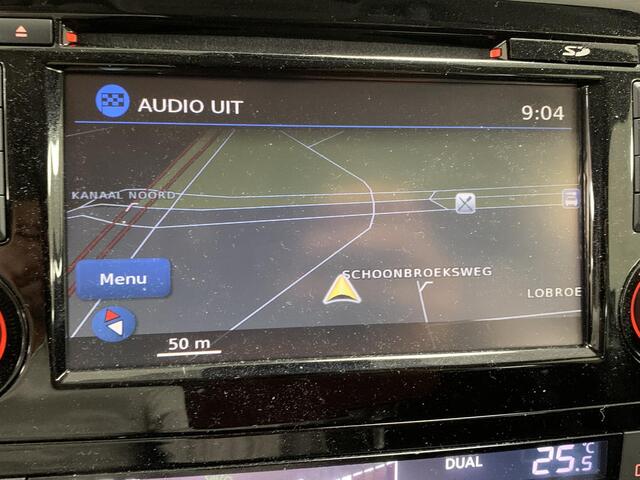 SD
AUDIO UIT
9:04
KANAAL NOORD
SCHOONBROEKSWEG
Menu
LOBROE
50 m
DUAL 25.5 °C